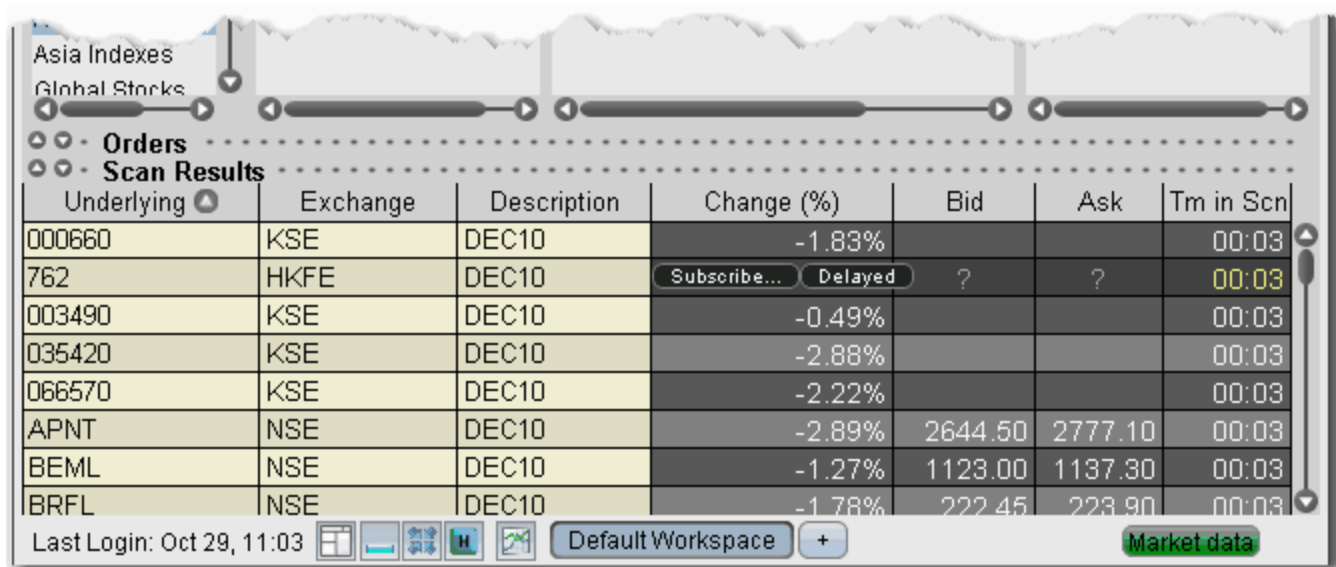 Asia Indexes
Global Stocks
Orders
Scan Results
Underlying Exchange Description Change (%) Bid Ask Tm in Scn
000660 KSE DEC10 -1.83% 00:03
762 HKFE DEC10 Subscribe... Delayed ? ? 00:03
003490 KSE DEC10 -0.49% 00:03
035420 KSE DEC10 -2.88% 00:03
066570 KSE DEC10 -2.22% 00:03
APNT NSE DEC10 -2.89% 2644.50 2777.10 00:03
BEML NSE DEC10 -1.27% 1123.00 1137.30 00:03
BRFL NSE DEC10 -1.78% 222.45 223.90 00:03
Last Login: Oct 29, 11:03 H Default Workspace + Market data